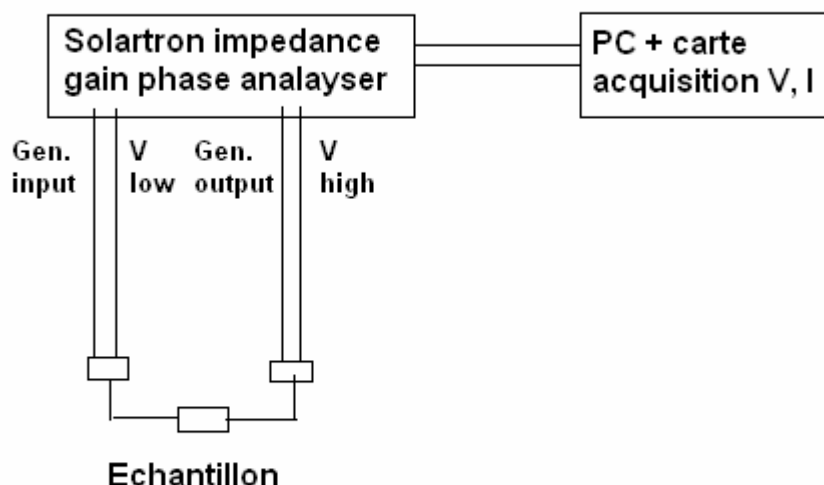 Solartron impedance
gain phase analayser
PC + carte
acquisition V, I
Gen.
input
V
low
Gen.
output
V
high
Echantillon